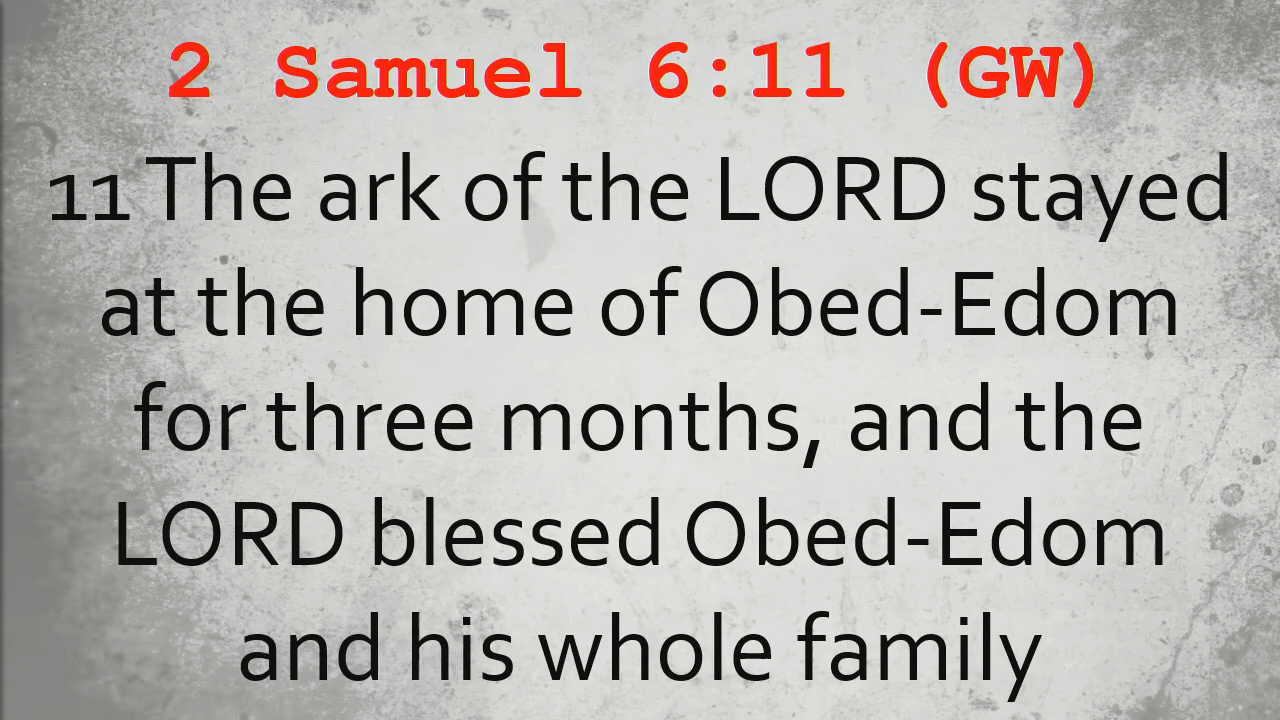 2 Samuel 6:11 (GW)
11 The ark of the LORD stayed
at the home of Obed-Edom
for three months, and the
LORD blessed Obed-Edom
and his whole family